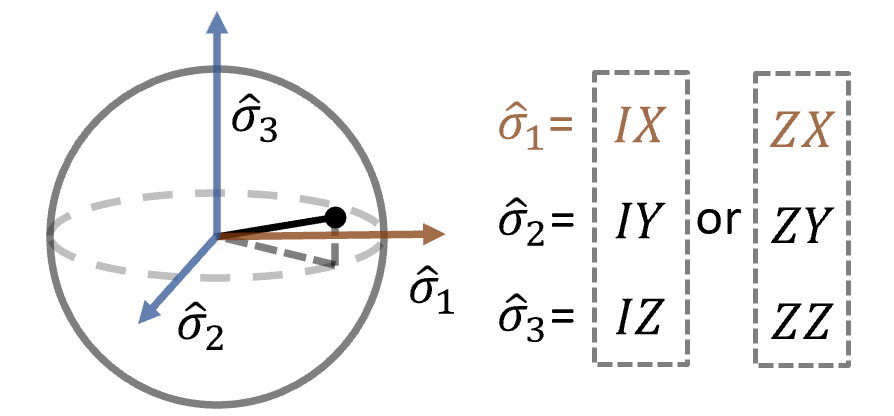 σ̂₃
σ̂₁
σ̂₂
σ̂₁= IX ZX
σ̂₂= IY or ZY
σ̂₃= IZ ZZ